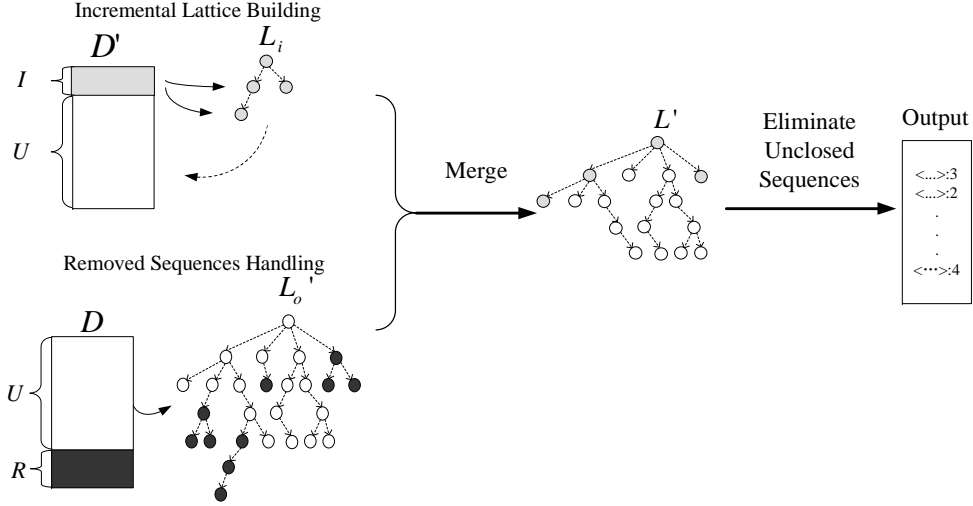 Incremental Lattice Building
D'
L_i
I
U
Removed Sequences Handling
L_o'
D
U
R
Merge
L'
Eliminate
Unclosed
Sequences
Output
<...>:3
<...>:2
.
.
.
<...>:4